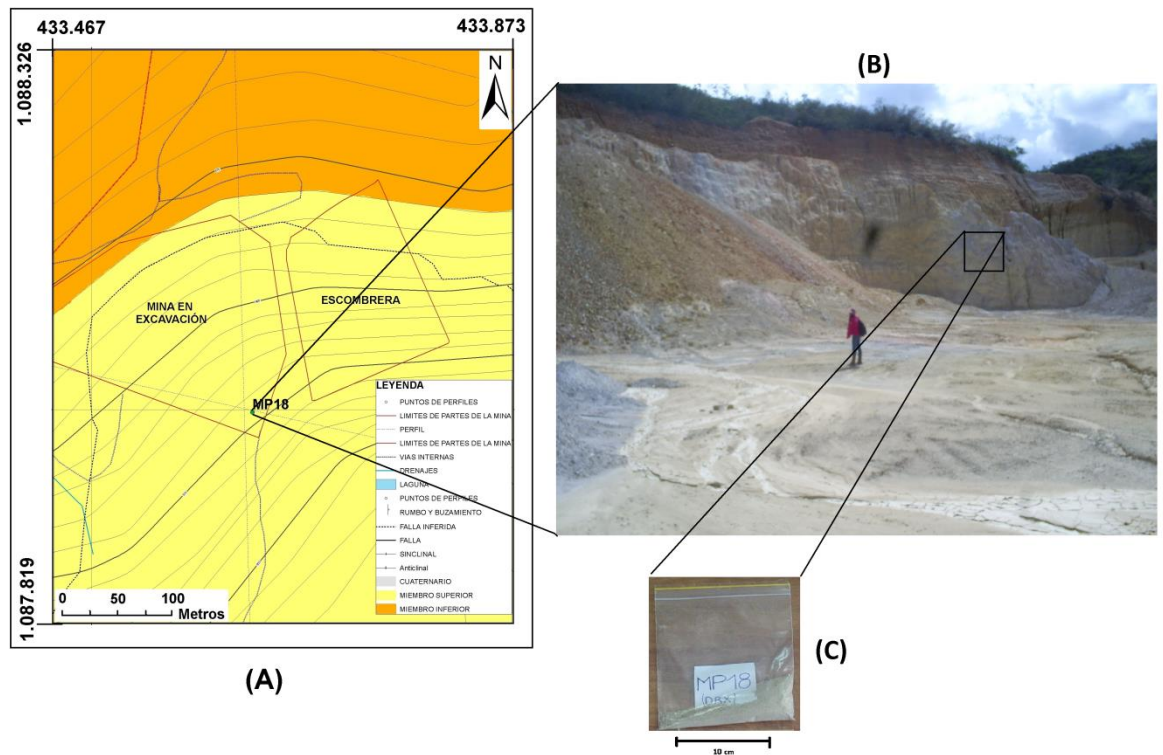 433.467
433.873
1.088.326
N
(B)
MINA EN
EXCAVACIÓN
ESCOMBRERA
MP18
LEYENDA
PUNTOS DE PERFILES
LIMITES DE PARTES DE LA MINA
PERFIL
LIMITES DE PARTES DE LA MINA
VIAS INTERNAS
DRENAJES
LAGUNA
PUNTOS DE PERFILES
RUMBO Y BUZAMIENTO
FALLA INFERIDA
FALLA
SINCLINAL
Anticlinal
CUATERNARIO
MIEMBRO SUPERIOR
MIEMBRO INFERIOR
0 50 100
Metros
1.087.819
(A)
MP18
(C)
10 cm